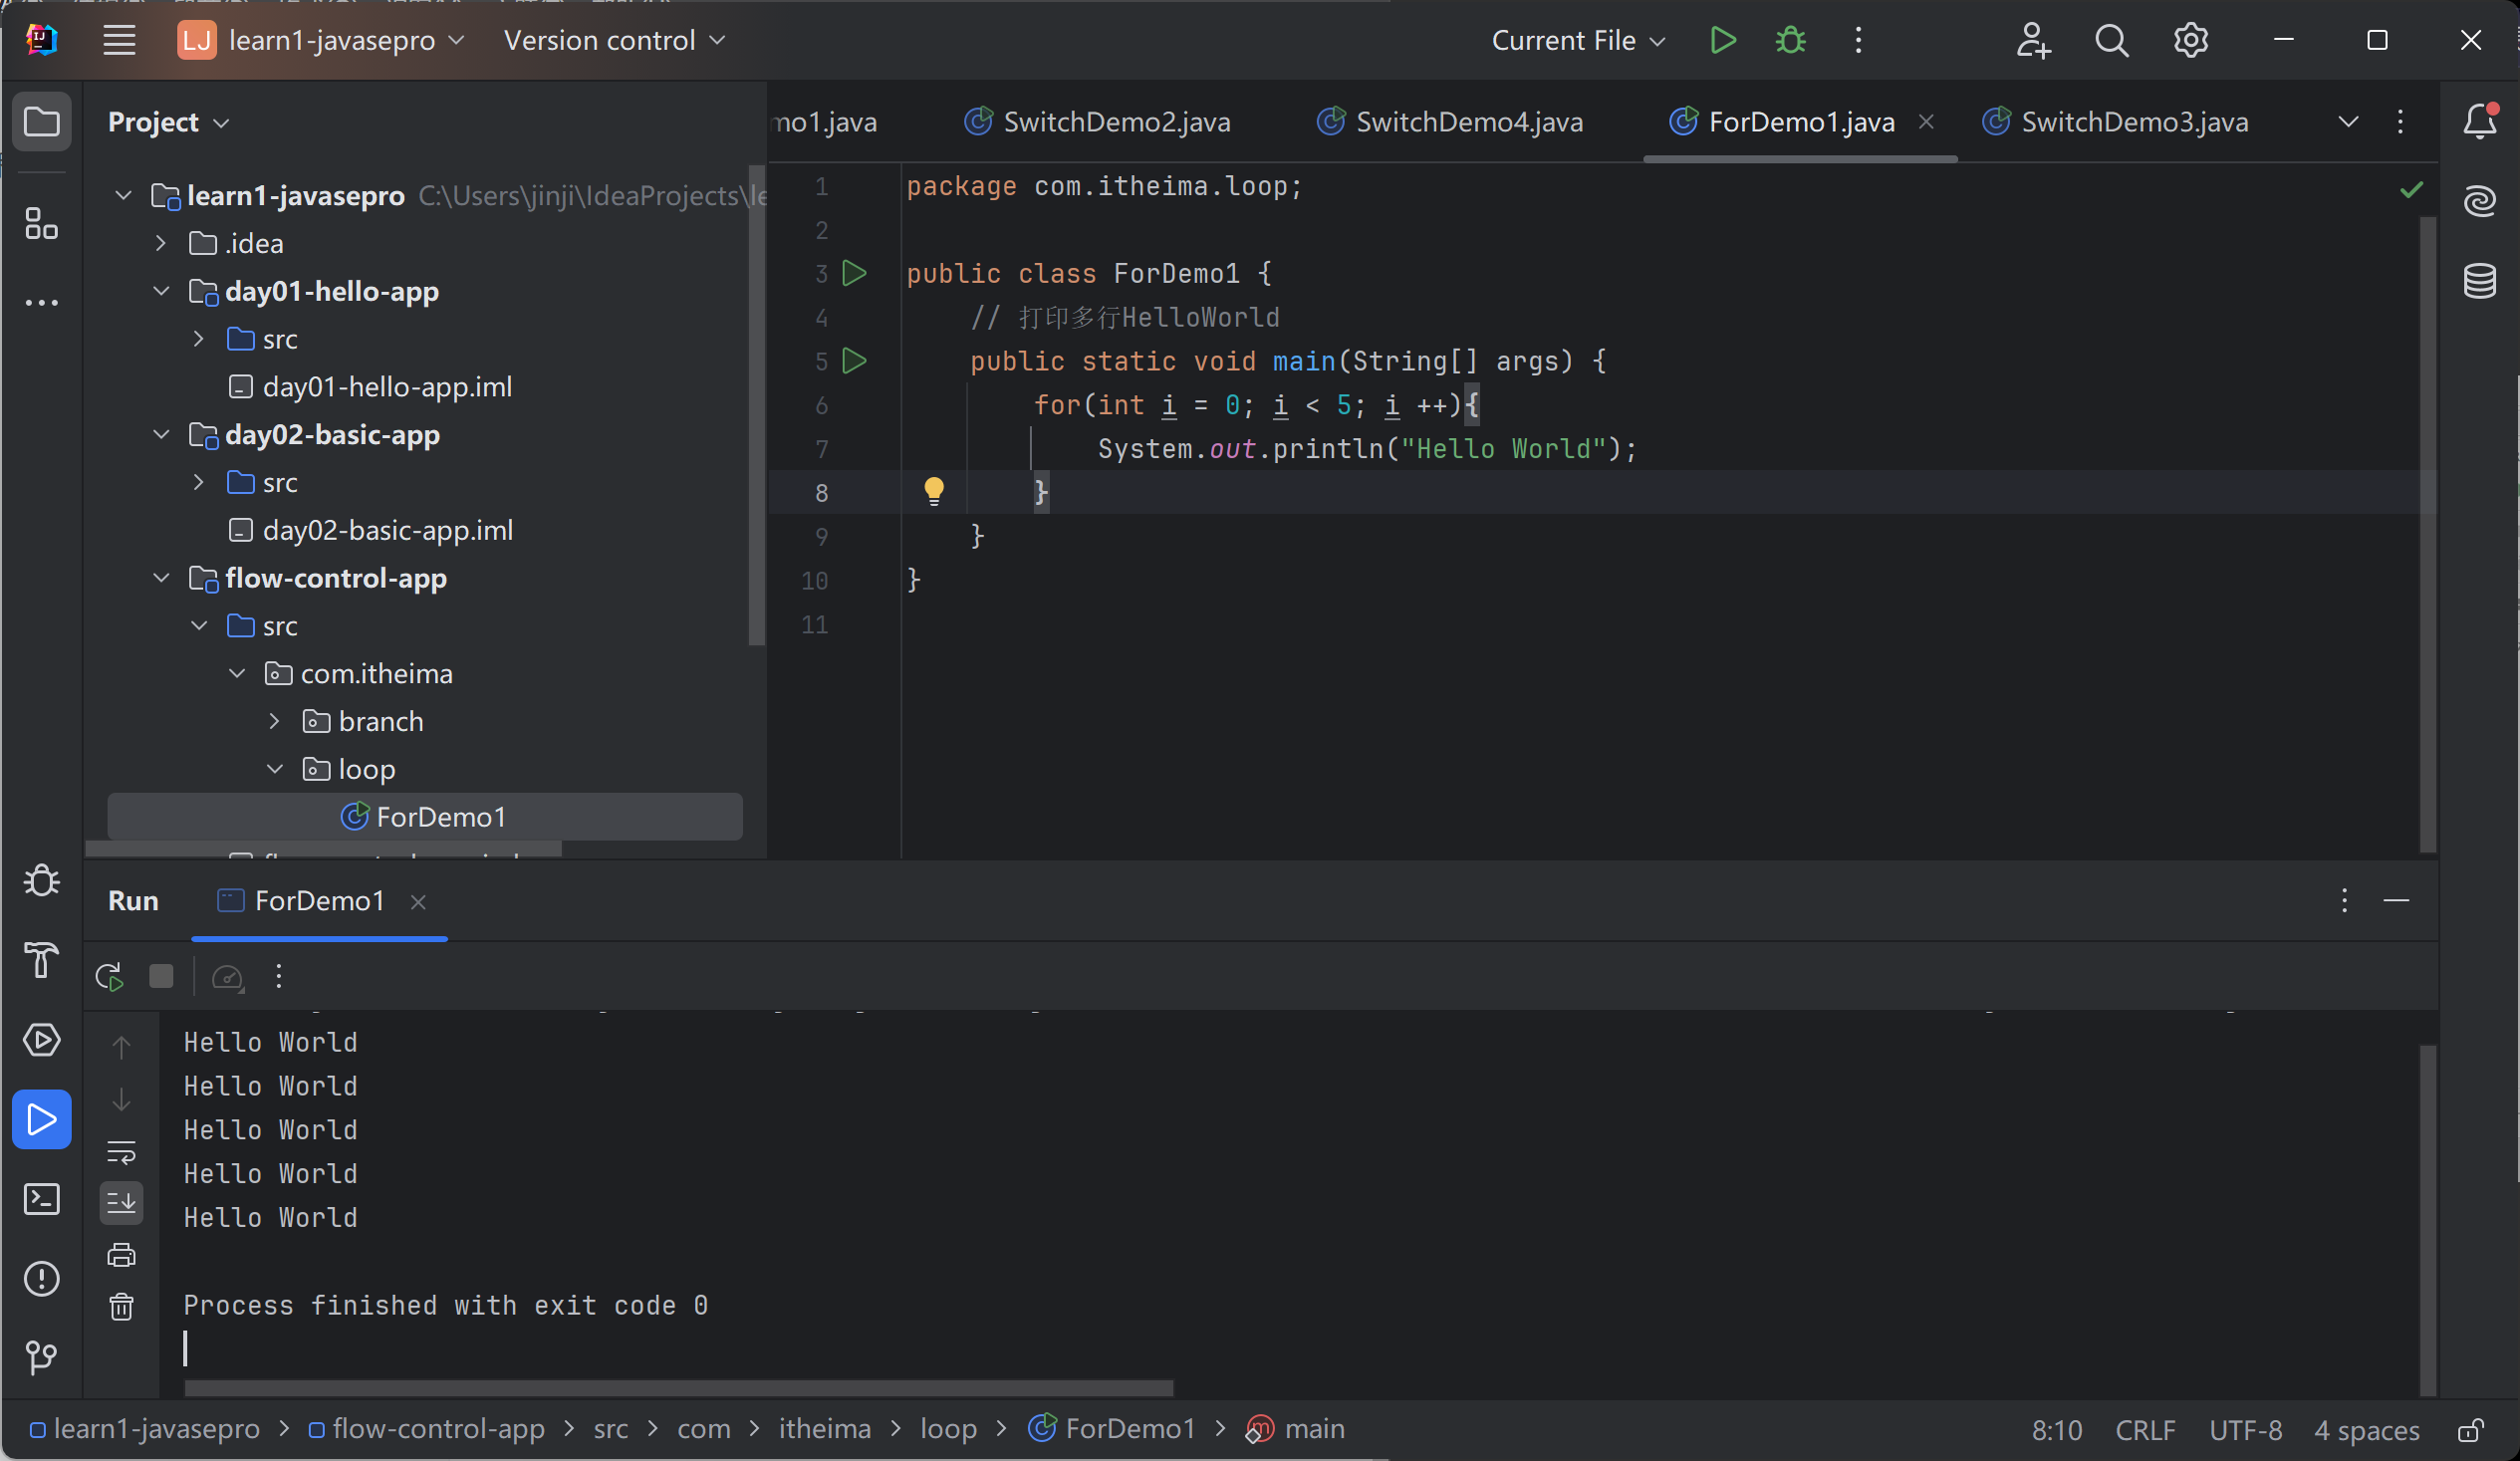 LJ learn1-javasepro Version control Current File
Project
mo1.java SwitchDemo2.java SwitchDemo4.java ForDemo1.java SwitchDemo3.java
learn1-javasepro C:\Users\jinji\IdeaProjects\le
.idea
day01-hello-app
src
day01-hello-app.iml
day02-basic-app
src
day02-basic-app.iml
flow-control-app
src
com.itheima
branch
loop
ForDemo1
1 package com.itheima.loop;
2
3 public class ForDemo1 {
4 // 打印多行HelloWorld
5 public static void main(String[] args) {
6 for(int i = 0; i < 5; i ++){
7 System.out.println("Hello World");
8 }
9 }
10 }
11
Run ForDemo1
Hello World
Hello World
Hello World
Hello World
Hello World
Process finished with exit code 0
learn1-javasepro > flow-control-app > src > com > itheima > loop > ForDemo1 > main 8:10 CRLF UTF-8 4 spaces